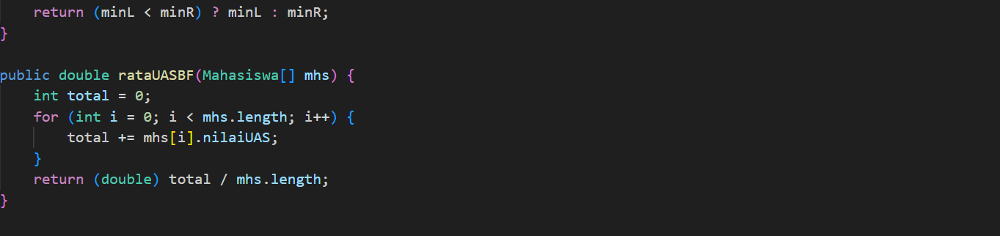 return (minL < minR) ? minL : minR;
}
public double rataUASBF(Mahasiswa[] mhs) {
    int total = 0;
    for (int i = 0; i < mhs.length; i++) {
        total += mhs[i].nilaiUAS;
    }
    return (double) total / mhs.length;
}